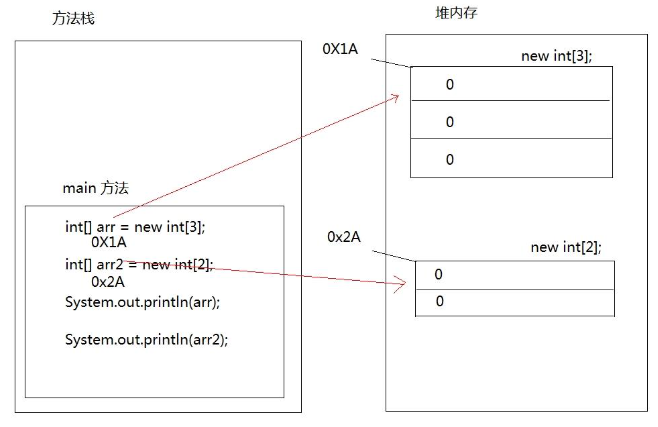 方法栈
堆内存
0X1A
new int[3];
0
0
0
main 方法
int[] arr = new int[3];
0X1A
int[] arr2 = new int[2];
0x2A
System.out.println(arr);
System.out.println(arr2);
0x2A
new int[2];
0
0